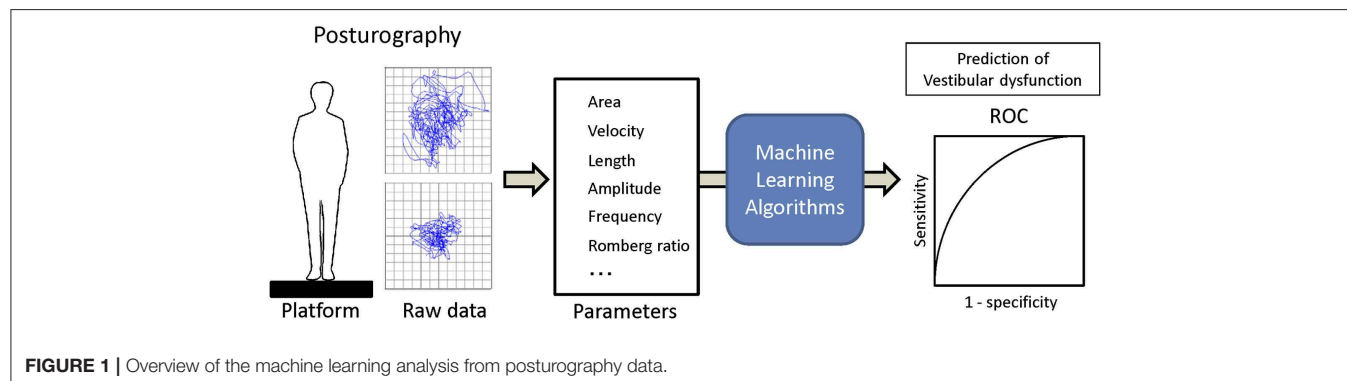 Posturography
Platform
Raw data
Area
Velocity
Length
Amplitude
Frequency
Romberg ratio
...
Parameters
Machine
Learning
Algorithms
Prediction of
Vestibular dysfunction
ROC
Sensitivity
1 - specificity
FIGURE 1 | Overview of the machine learning analysis from posturography data.